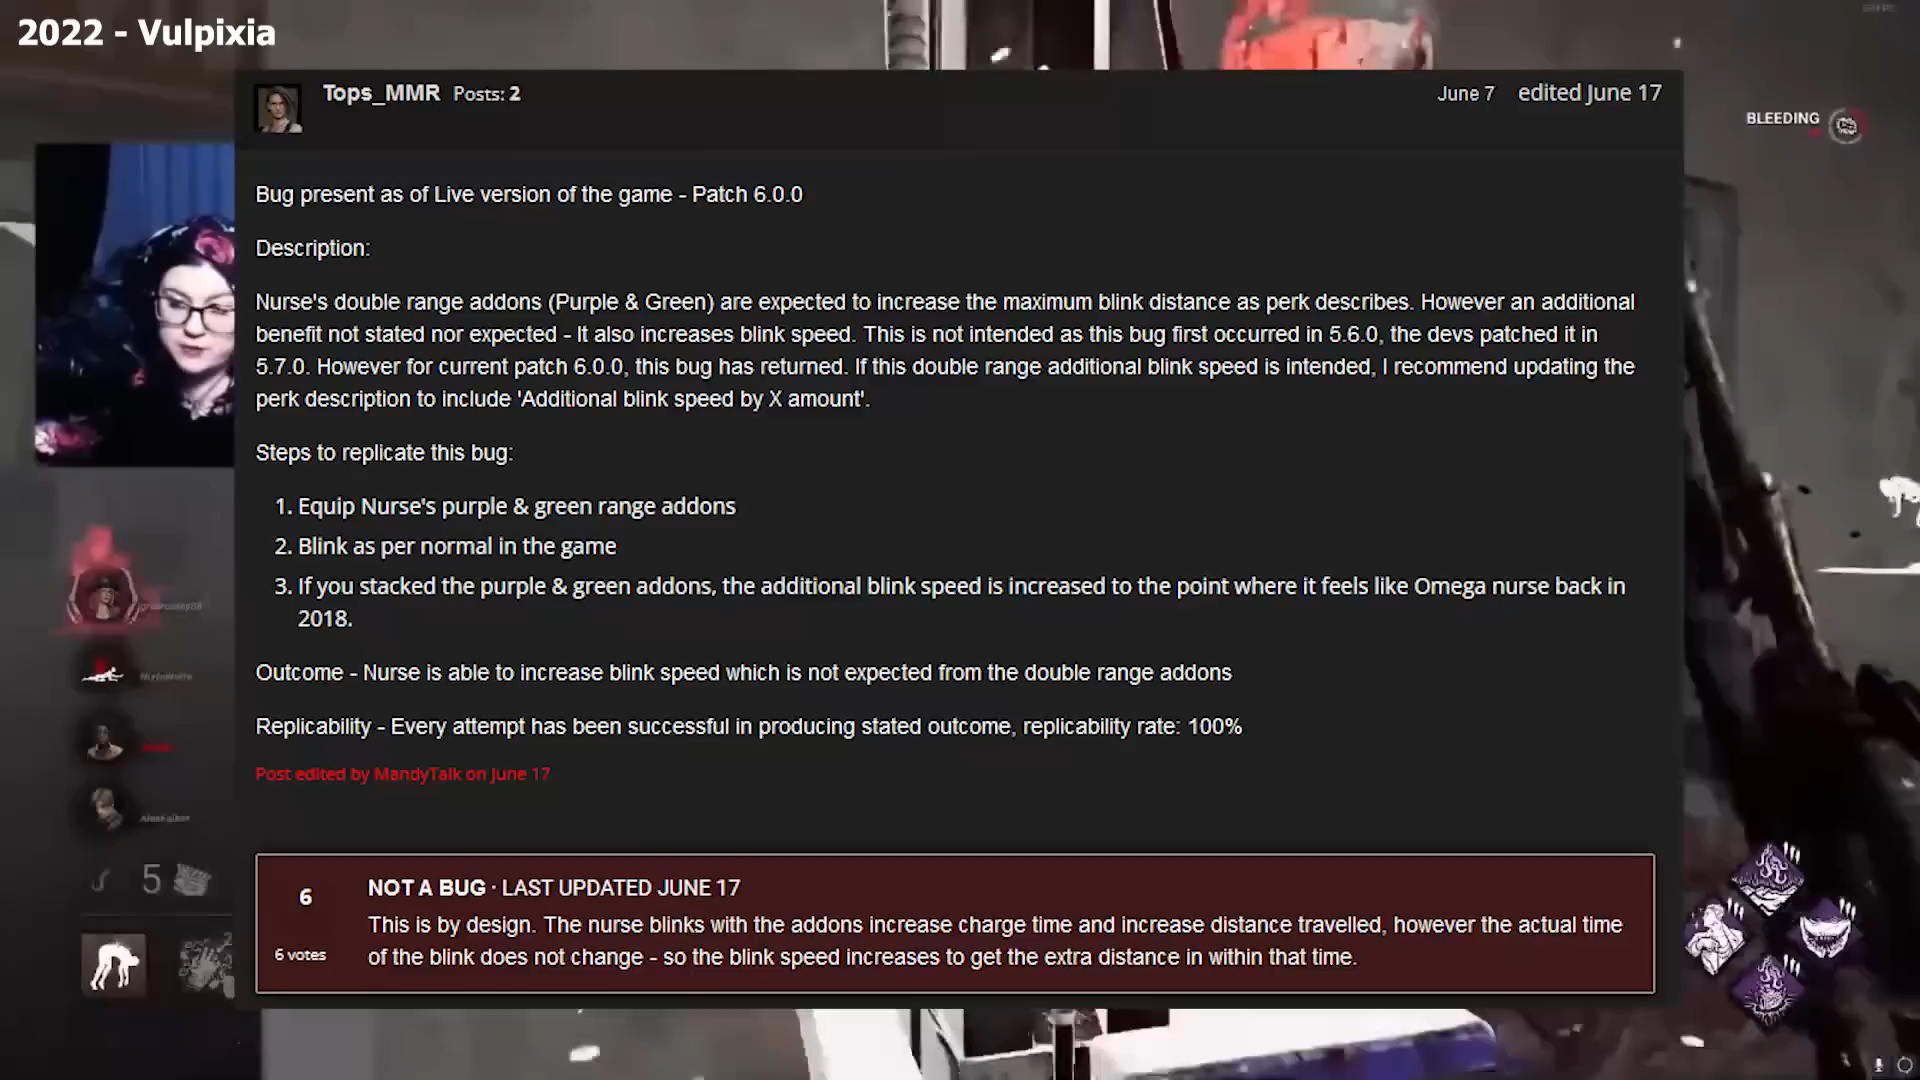 2022 - Vulpixia
Tops_MMR Posts: 2
June 7 edited June 17
BLEEDING
Bug present as of Live version of the game - Patch 6.0.0
Description:
Nurse's double range addons (Purple & Green) are expected to increase the maximum blink distance as perk describes. However an additional
benefit not stated nor expected - It also increases blink speed. This is not intended as this bug first occurred in 5.6.0, the devs patched it in
5.7.0. However for current patch 6.0.0, this bug has returned. If this double range additional blink speed is intended, I recommend updating the
perk description to include 'Additional blink speed by X amount'.
Steps to replicate this bug:
1. Equip Nurse's purple & green range addons
2. Blink as per normal in the game
3. If you stacked the purple & green addons, the additional blink speed is increased to the point where it feels like Omega nurse back in
2018.
Outcome - Nurse is able to increase blink speed which is not expected from the double range addons
Replicability - Every attempt has been successful in producing stated outcome, replicability rate: 100%
Post edited by MandyTalk on June 17
5
6
6 votes
NOT A BUG · LAST UPDATED JUNE 17
This is by design. The nurse blinks with the addons increase charge time and increase distance travelled, however the actual time
of the blink does not change - so the blink speed increases to get the extra distance in within that time.